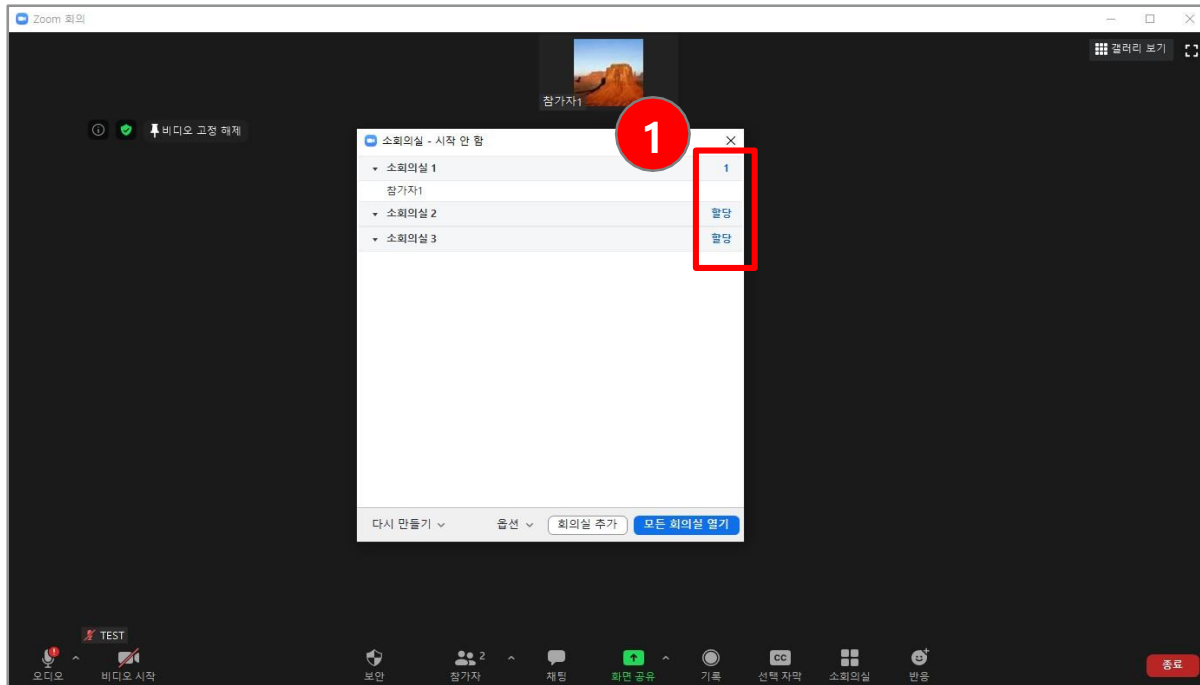 Zoom 회의
갤러리 보기
참가자1
비디오 고정 해제
1
소회의실 - 시작 안 함
소회의실 1 1
참가자1
소회의실 2 할당
소회의실 3 할당
다시 만들기 옵션 회의실 추가 모든 회의실 열기
TEST
2
CC
오디오 비디오 시작 보안 참가자 채팅 화면 공유 기록 선택 자막 소회의실 반응 종료